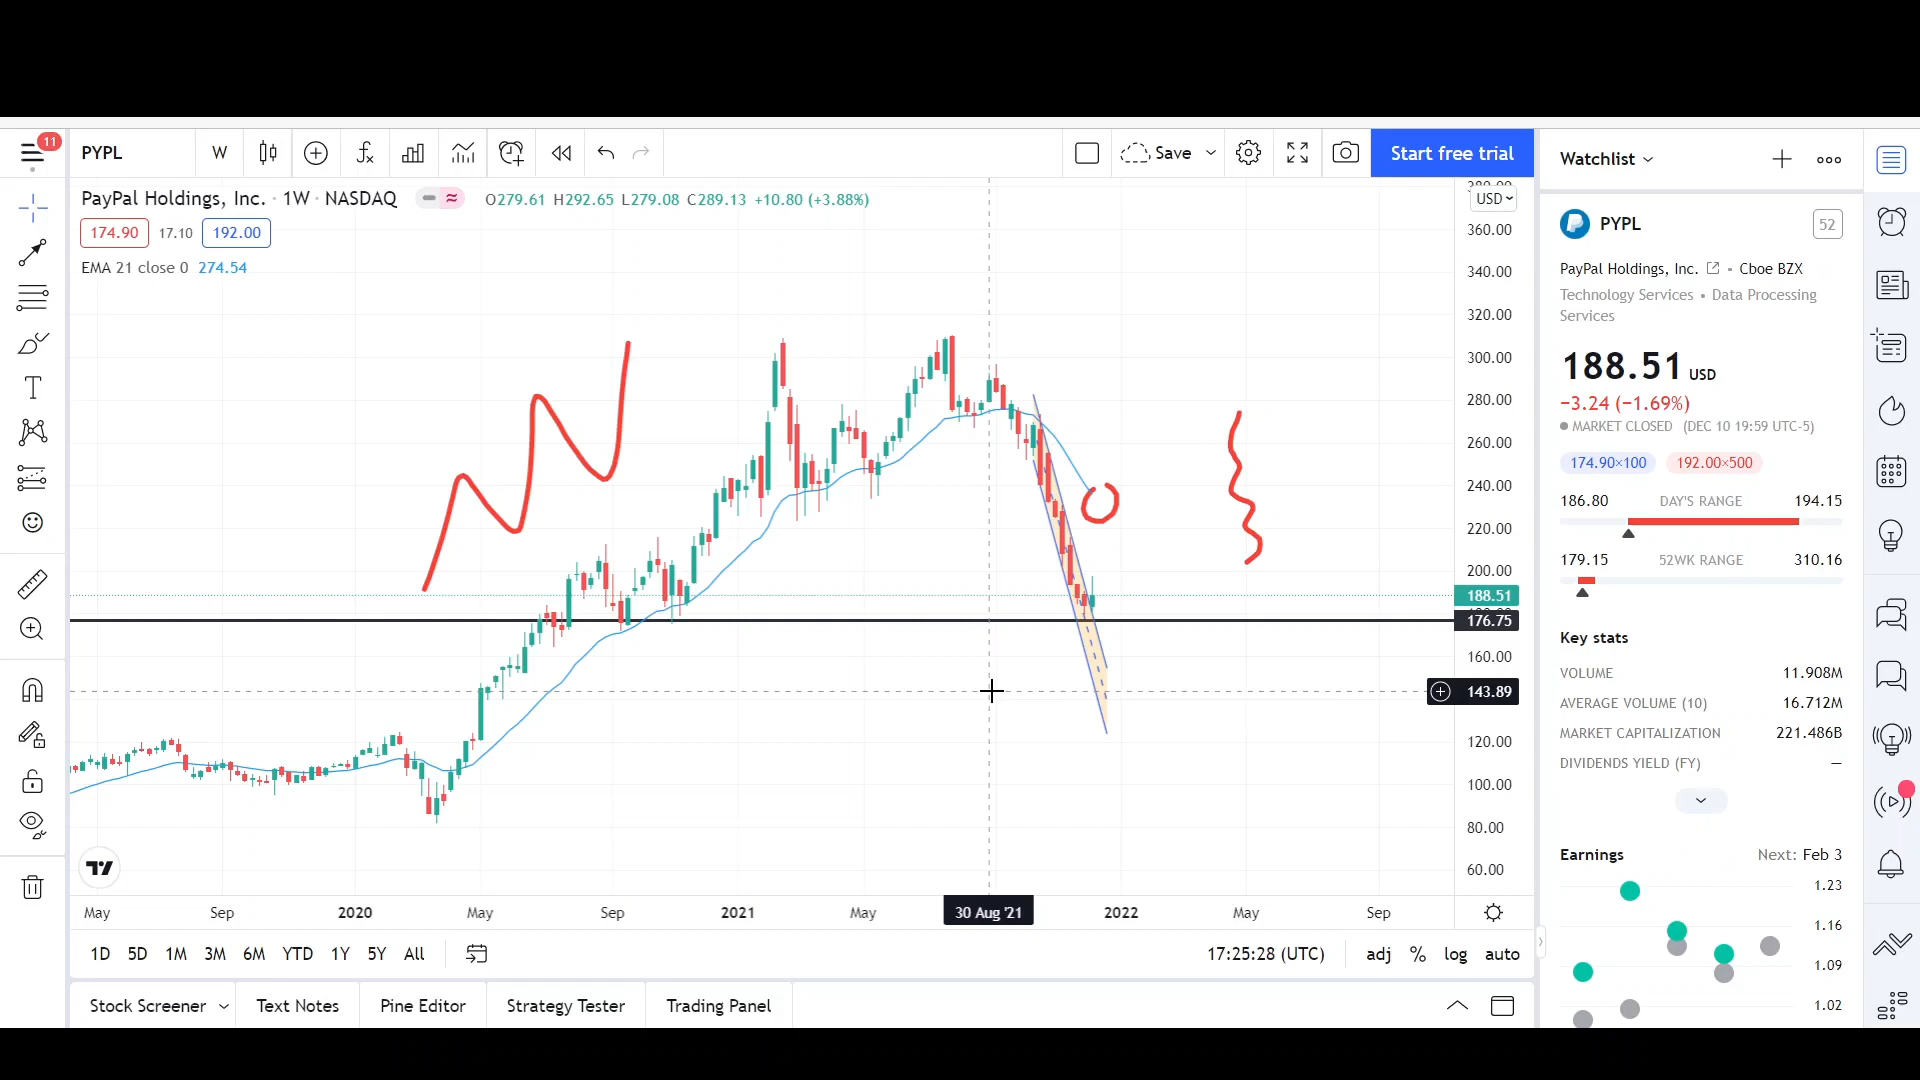 11
PYPL
W
Save
Start free trial
Watchlist
PayPal Holdings, Inc. · 1W · NASDAQ
O279.61 H292.65 L279.08 C289.13 +10.80 (+3.88%)
USD
174.90 17.10 192.00
EMA 21 close 0 274.54
360.00
340.00
320.00
300.00
280.00
260.00
240.00
220.00
200.00
188.51
176.75
160.00
143.89
120.00
100.00
80.00
60.00
May Sep 2020 May Sep 2021 May 30 Aug '21 2022 May Sep
1D 5D 1M 3M 6M YTD 1Y 5Y All
17:25:28 (UTC) adj % log auto
Stock Screener Text Notes Pine Editor Strategy Tester Trading Panel
PYPL
52
PayPal Holdings, Inc. • Cboe BZX
Technology Services • Data Processing
Services
188.51 USD
−3.24 (−1.69%)
MARKET CLOSED (DEC 10 19:59 UTC-5)
174.90×100 192.00×500
186.80 DAY'S RANGE 194.15
179.15 52WK RANGE 310.16
Key stats
VOLUME 11.908M
AVERAGE VOLUME (10) 16.712M
MARKET CAPITALIZATION 221.486B
DIVIDENDS YIELD (FY) —
Earnings Next: Feb 3
1.23
1.16
1.09
1.02